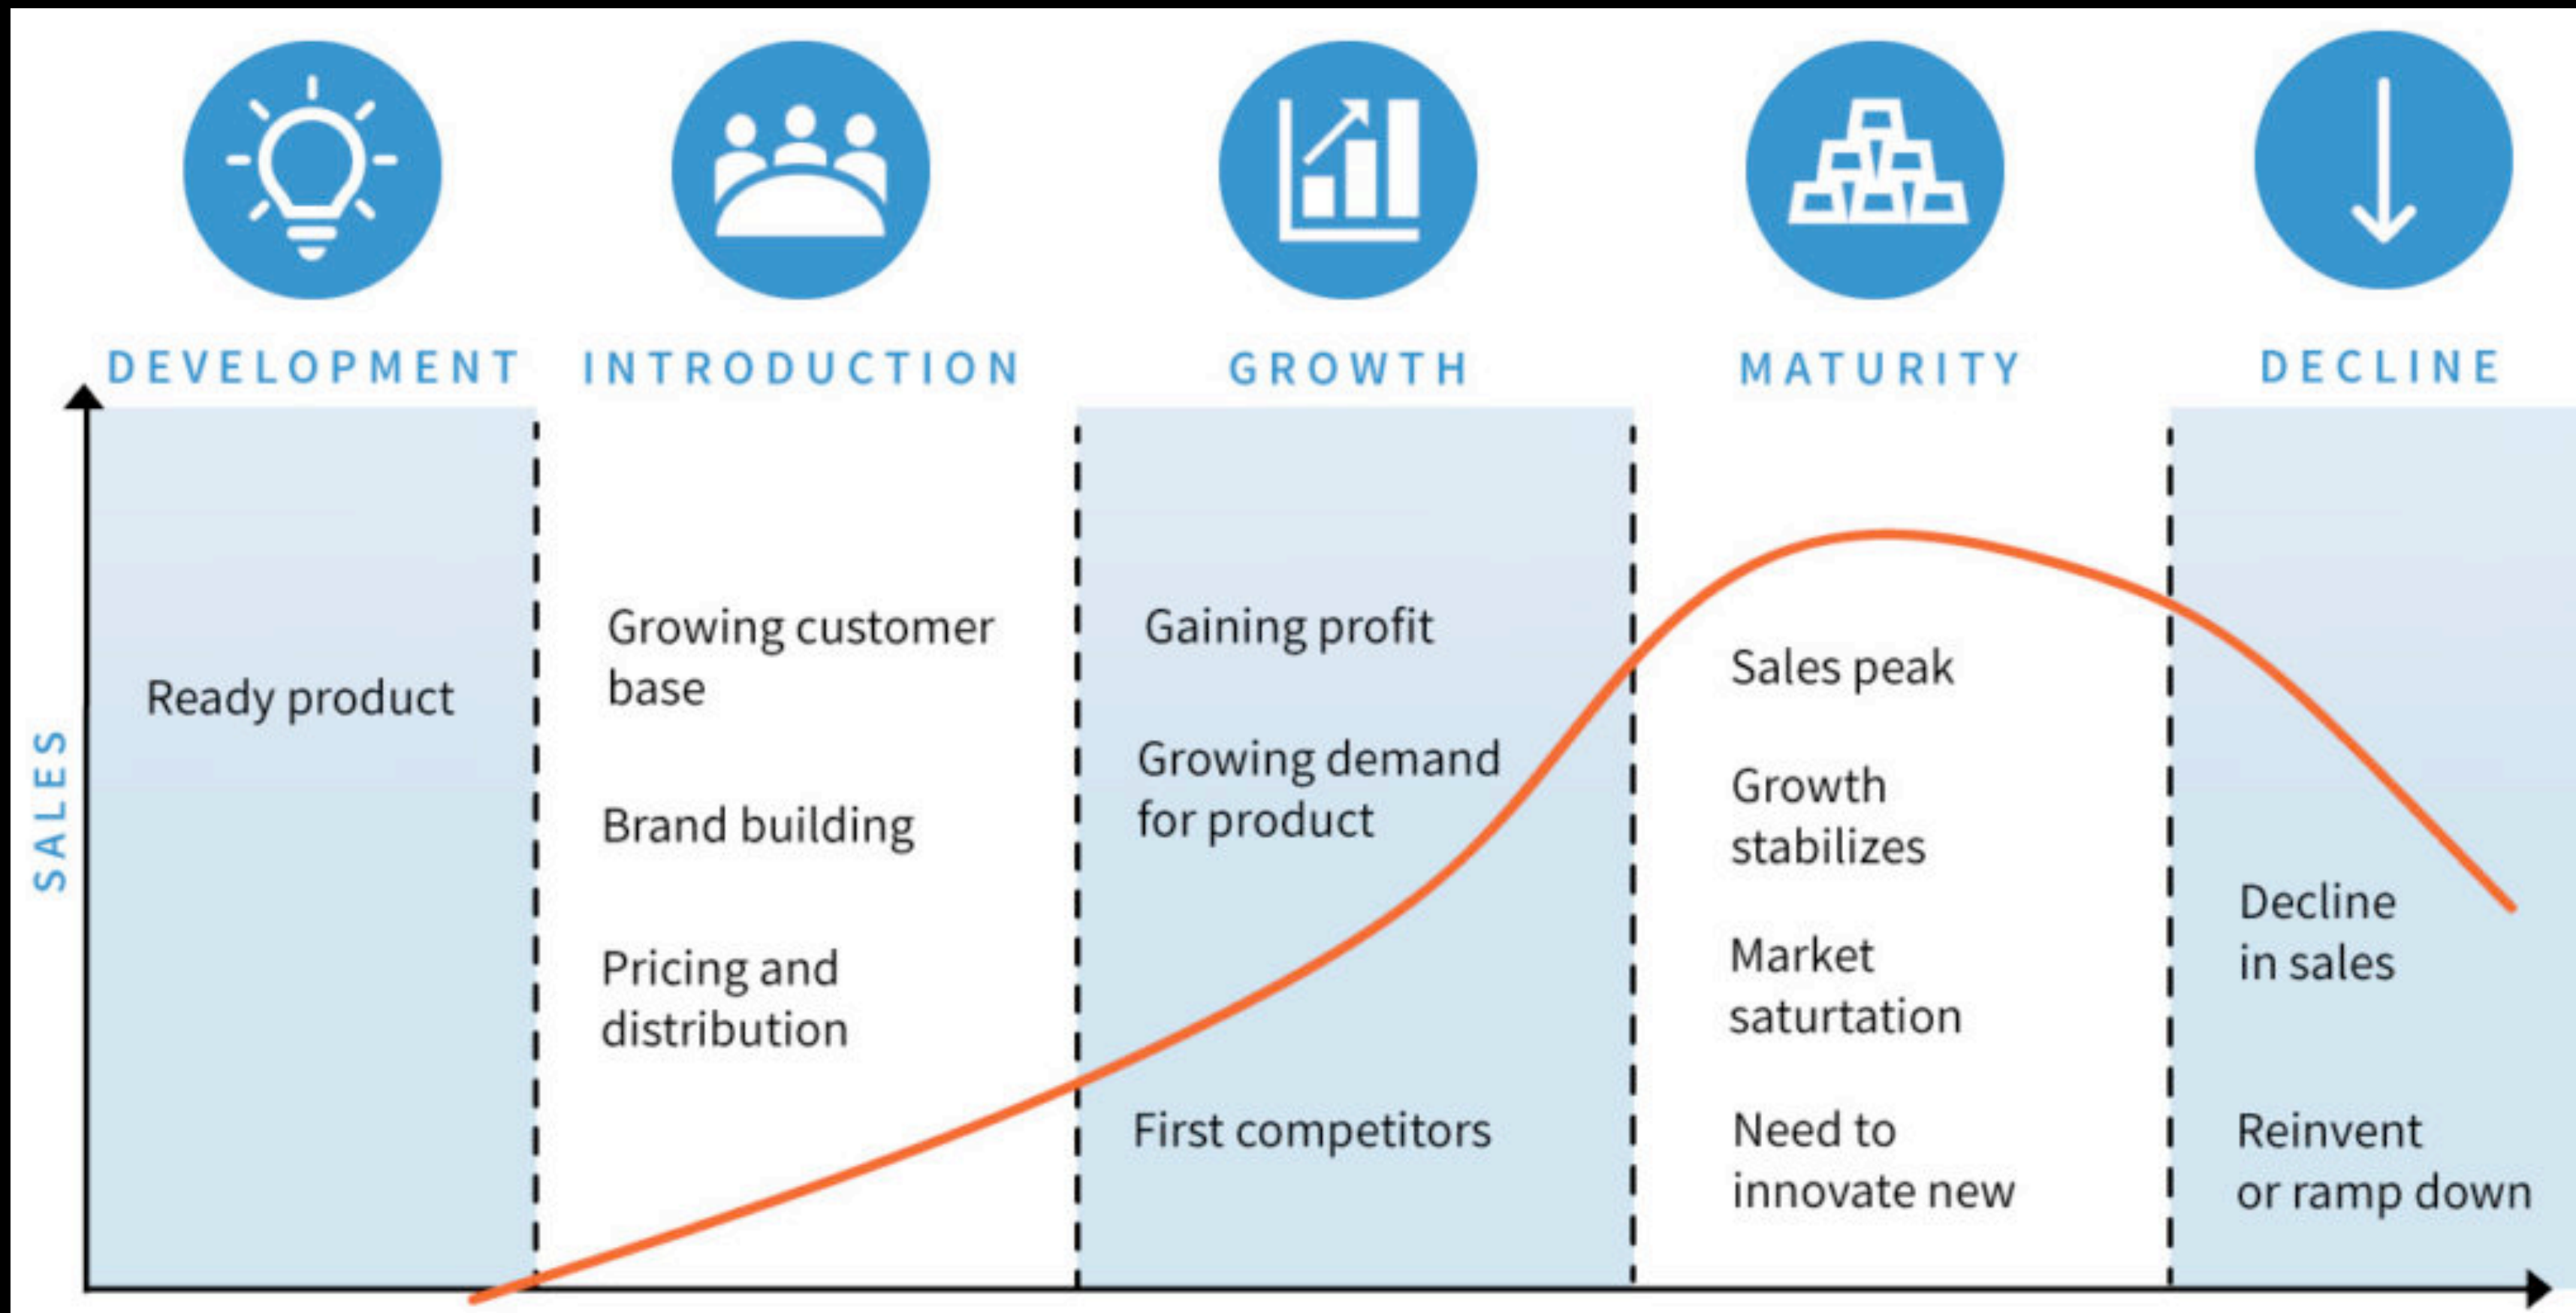 DEVELOPMENT
INTRODUCTION
GROWTH
MATURITY
DECLINE
SALES
Ready product
Growing customer
base
Brand building
Pricing and
distribution
Gaining profit
Growing demand
for product
First competitors
Sales peak
Growth
stabilizes
Market
saturtation
Need to
innovate new
Decline
in sales
Reinvent
or ramp down